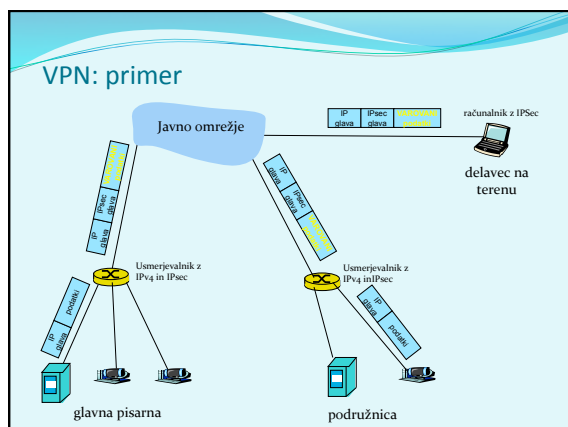 VPN: primer
IP
glava
IPsec
glava
računalnik z IPSec
Javno omrežje
delavec na
terenu
IP
glava
IPsec
glava
IP
glava
IPsec
glava
Usmerjevalnik z
IPv4 in IPsec
Usmerjevalnik z
IPv4 inIPsec
IP
glava
podatki
IP
glava
podatki
glavna pisarna
podružnica